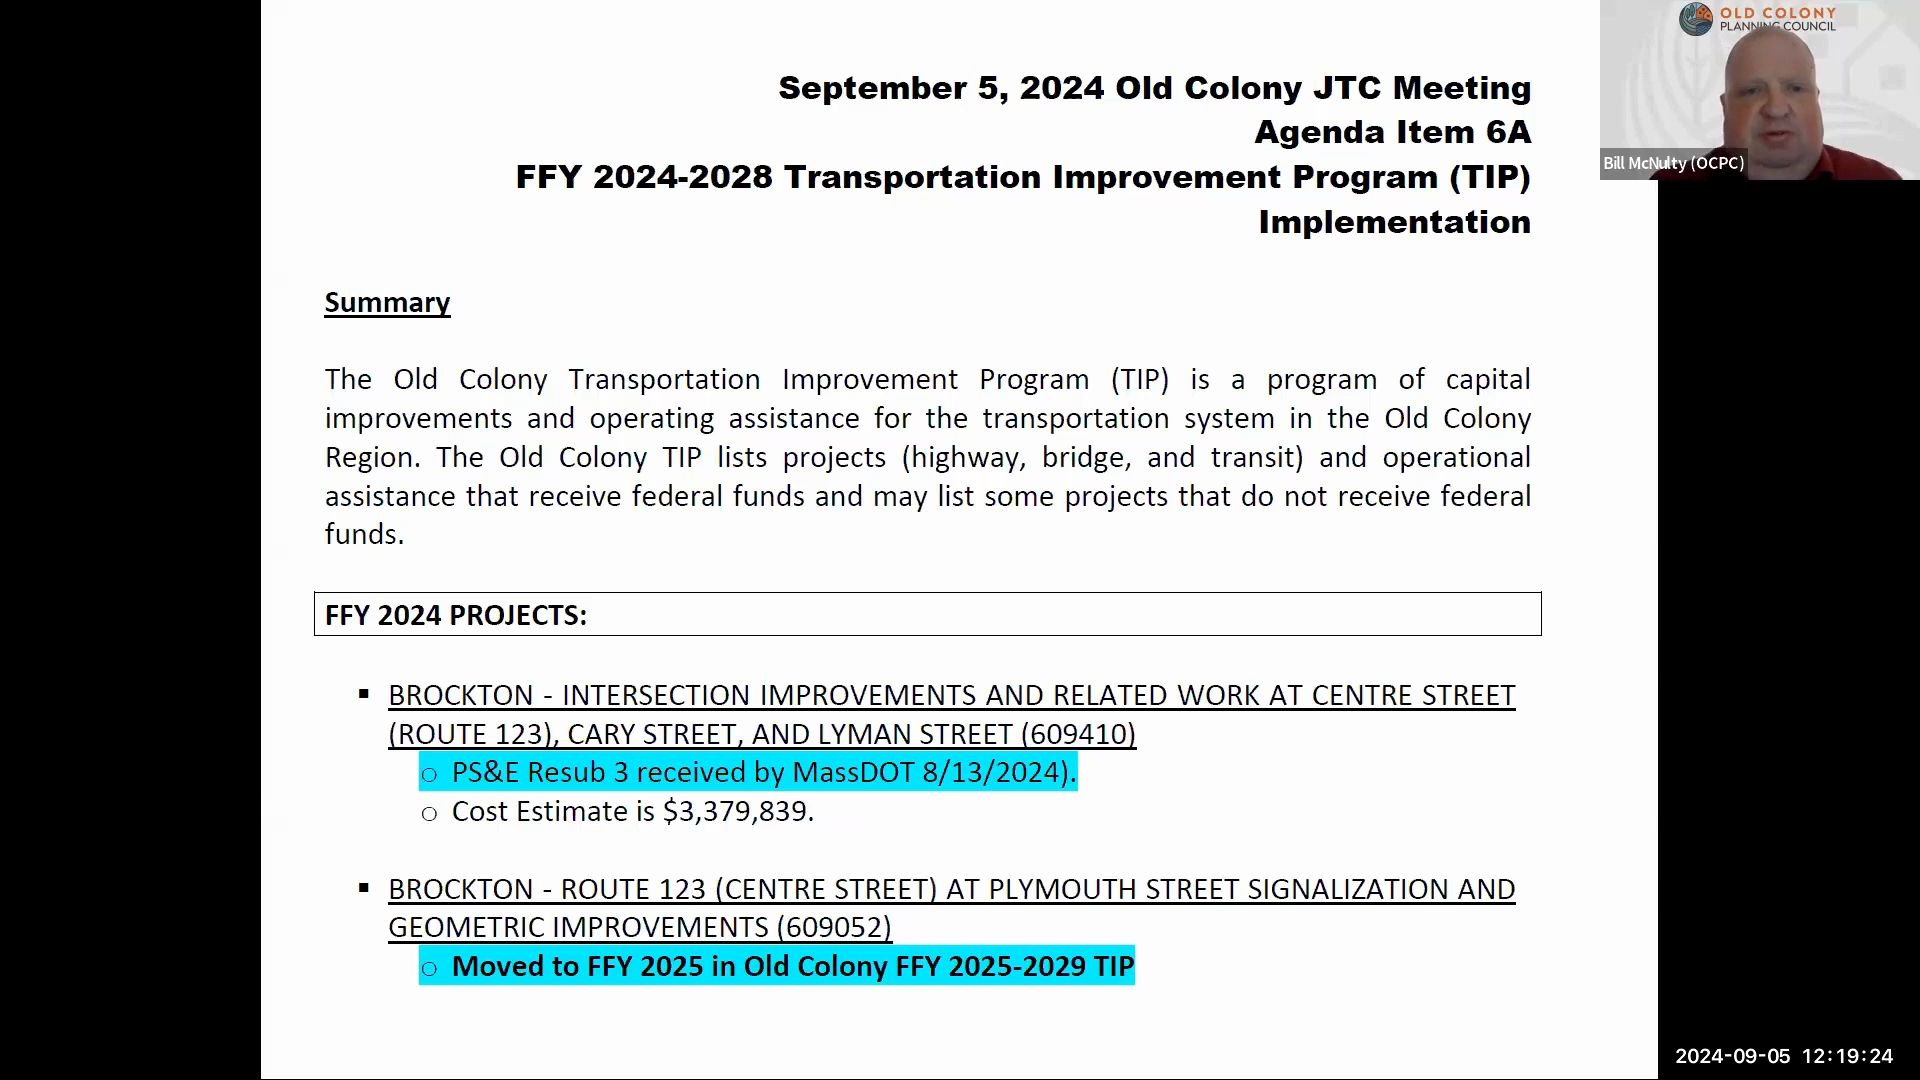 OLD COLONY
PLANNING COUNCIL
September 5, 2024 Old Colony JTC Meeting
Agenda Item 6A
FFY 2024-2028 Transportation Improvement Program (TIP)
Implementation
Bill McNulty (OCPC)
Summary
The Old Colony Transportation Improvement Program (TIP) is a program of capital
improvements and operating assistance for the transportation system in the Old Colony
Region. The Old Colony TIP lists projects (highway, bridge, and transit) and operational
assistance that receive federal funds and may list some projects that do not receive federal
funds.
FFY 2024 PROJECTS:
▪ BROCKTON - INTERSECTION IMPROVEMENTS AND RELATED WORK AT CENTRE STREET
(ROUTE 123), CARY STREET, AND LYMAN STREET (609410)
o PS&E Resub 3 received by MassDOT 8/13/2024).
o Cost Estimate is $3,379,839.
▪ BROCKTON - ROUTE 123 (CENTRE STREET) AT PLYMOUTH STREET SIGNALIZATION AND
GEOMETRIC IMPROVEMENTS (609052)
o Moved to FFY 2025 in Old Colony FFY 2025-2029 TIP
2024-09-05 12:19:24